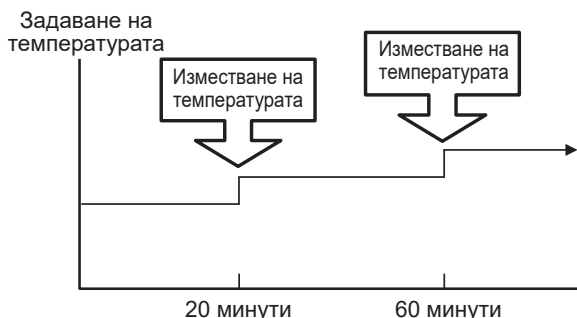 Задаване на
температурата
Изместване на
температурата
Изместване на
температурата
20 минути
60 минути